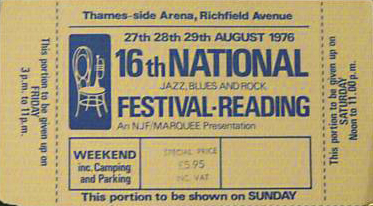 Thames-side Arena, Richfield Avenue
27th 28th 29th AUGUST 1976
16th NATIONAL
JAZZ, BLUES AND ROCK
FESTIVAL·READING
An NJF/MARQUEE Presentation
WEEKEND
inc. Camping
and Parking
SPECIAL PRICE
£5.95
INC. VAT
This portion to be shown on SUNDAY
This portion to be given up on
FRIDAY
3 p.m. to 11 p.m.
This portion to be given up on
SATURDAY
Noon to 11.00 p.m.